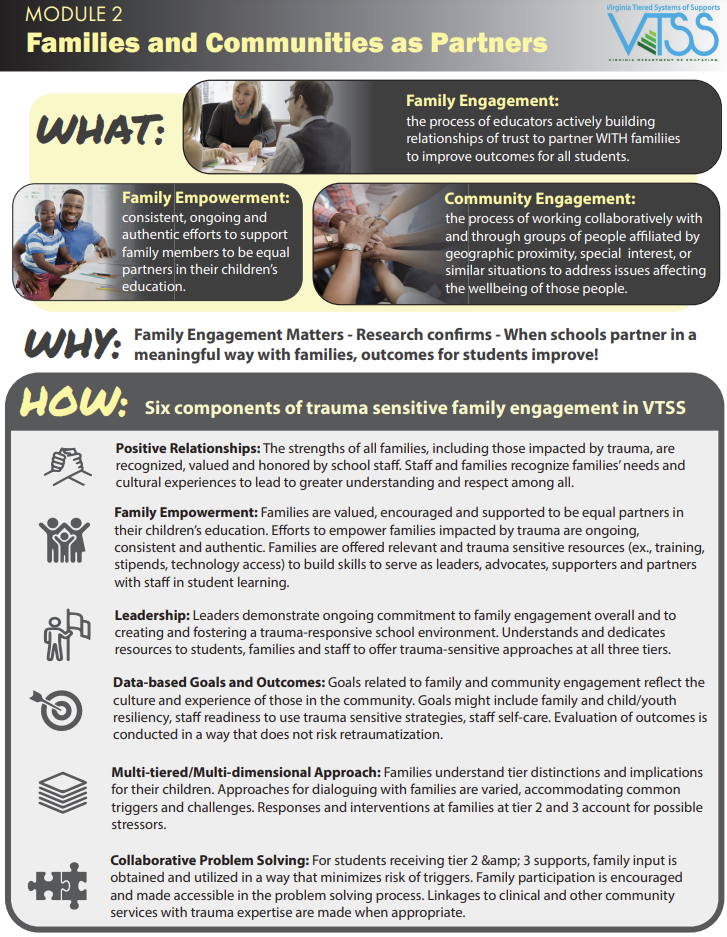 MODULE 2
Families and Communities as Partners
Virginia Tiered Systems of Supports
VTSS
VIRGINIA DEPARTMENT OF EDUCATION
WHAT:
Family Engagement:
the process of educators actively building
relationships of trust to partner WITH familiies
to improve outcomes for all students.
Family Empowerment:
consistent, ongoing and
authentic efforts to support
family members to be equal
partners in their children's
education.
Community Engagement:
the process of working collaboratively with
and through groups of people affiliated by
geographic proximity, special interest, or
similar situations to address issues affecting
the wellbeing of those people.
WHY:
Family Engagement Matters - Research confirms - When schools partner in a
meaningful way with families, outcomes for students improve!
HOW:
Six components of trauma sensitive family engagement in VTSS
Positive Relationships: The strengths of all families, including those impacted by trauma, are
recognized, valued and honored by school staff. Staff and families recognize families' needs and
cultural experiences to lead to greater understanding and respect among all.
Family Empowerment: Families are valued, encouraged and supported to be equal partners in
their children's education. Efforts to empower families impacted by trauma are ongoing,
consistent and authentic. Families are offered relevant and trauma sensitive resources (ex., training,
stipends, technology access) to build skills to serve as leaders, advocates, supporters and partners
with staff in student learning.
Leadership: Leaders demonstrate ongoing commitment to family engagement overall and to
creating and fostering a trauma-responsive school environment. Understands and dedicates
resources to students, families and staff to offer trauma-sensitive approaches at all three tiers.
Data-based Goals and Outcomes: Goals related to family and community engagement reflect the
culture and experience of those in the community. Goals might include family and child/youth
resiliency, staff readiness to use trauma sensitive strategies, staff self-care. Evaluation of outcomes is
conducted in a way that does not risk retraumatization.
Multi-tiered/Multi-dimensional Approach: Families understand tier distinctions and implications
for their children. Approaches for dialoguing with families are varied, accommodating common
triggers and challenges. Responses and interventions at families at tier 2 and 3 account for possible
stressors.
Collaborative Problem Solving: For students receiving tier 2 &amp; 3 supports, family input is
obtained and utilized in a way that minimizes risk of triggers. Family participation is encouraged
and made accessible in the problem solving process. Linkages to clinical and other community
services with trauma expertise are made when appropriate.